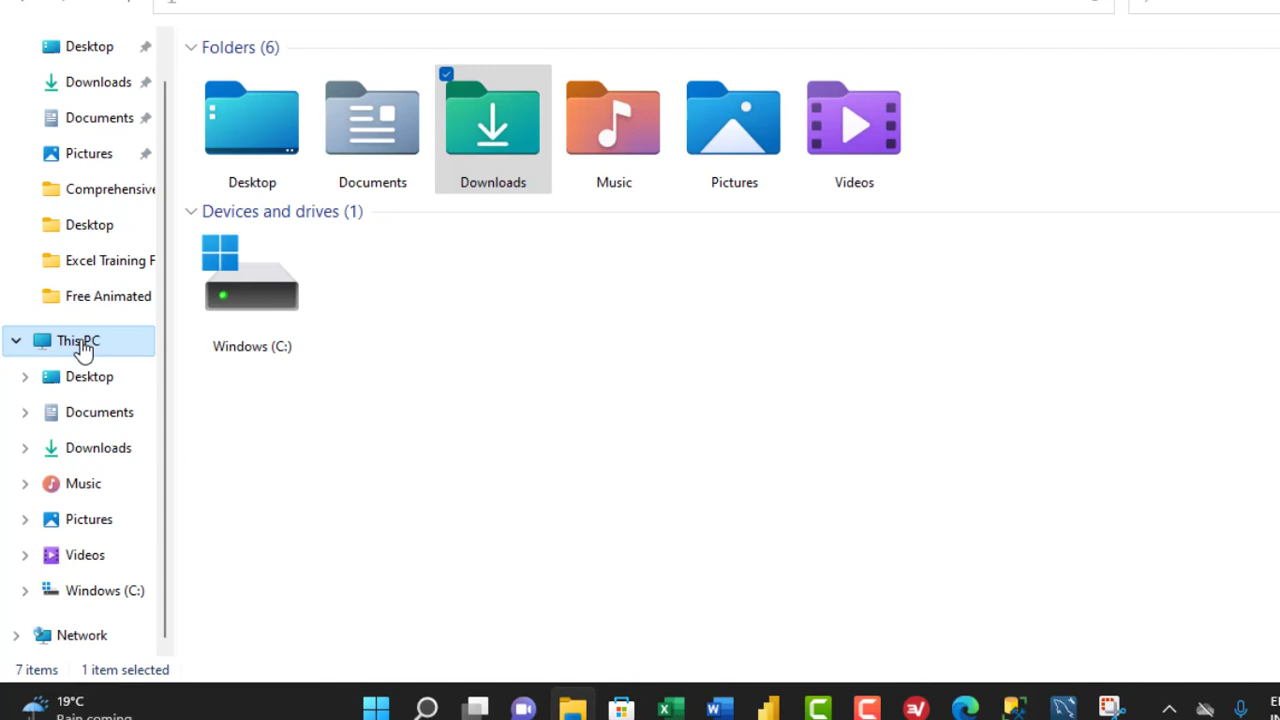 Desktop
Downloads
Documents
Pictures
Comprehensive
Desktop
Excel Training F
Free Animated
This PC
Desktop
Documents
Downloads
Music
Pictures
Videos
Windows (C:)
Network
Folders (6)
Desktop
Documents
Downloads
Music
Pictures
Videos
Devices and drives (1)
Windows (C:)
7 items
1 item selected
19°C
Rain coming